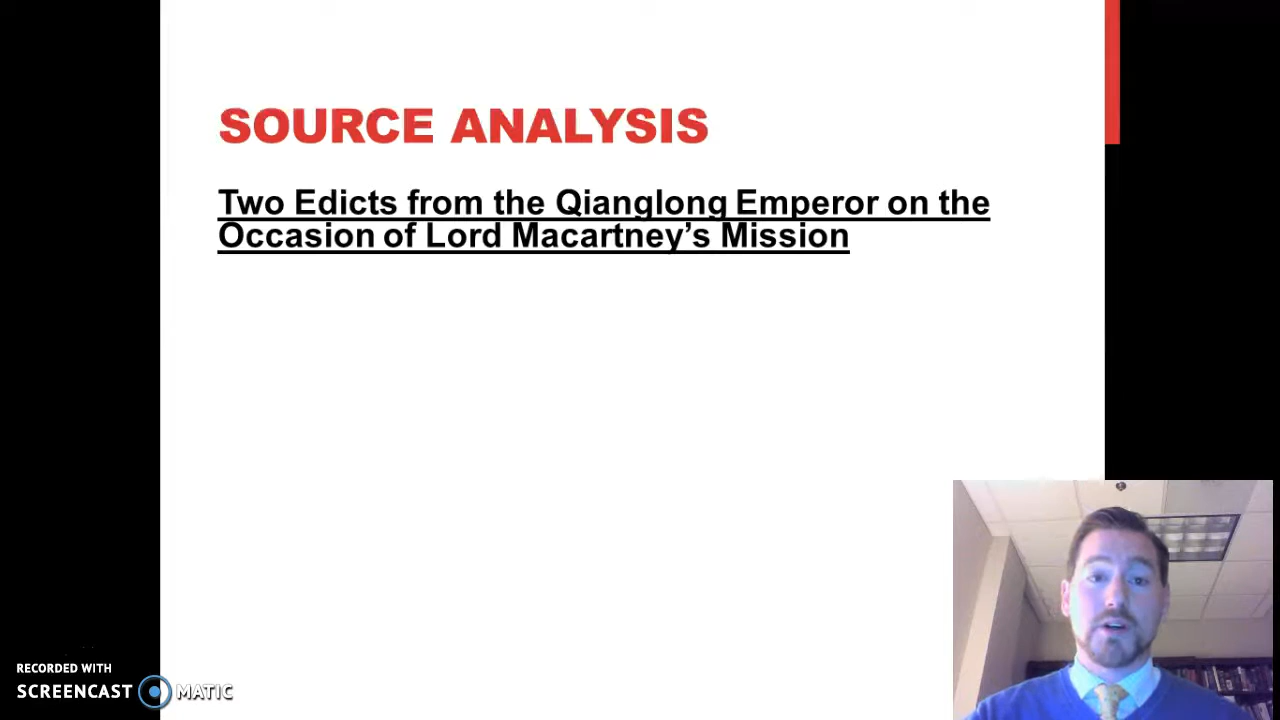 SOURCE ANALYSIS
Two Edicts from the Qianglong Emperor on the
Occasion of Lord Macartney’s Mission
RECORDED WITH
SCREENCAST MATIC